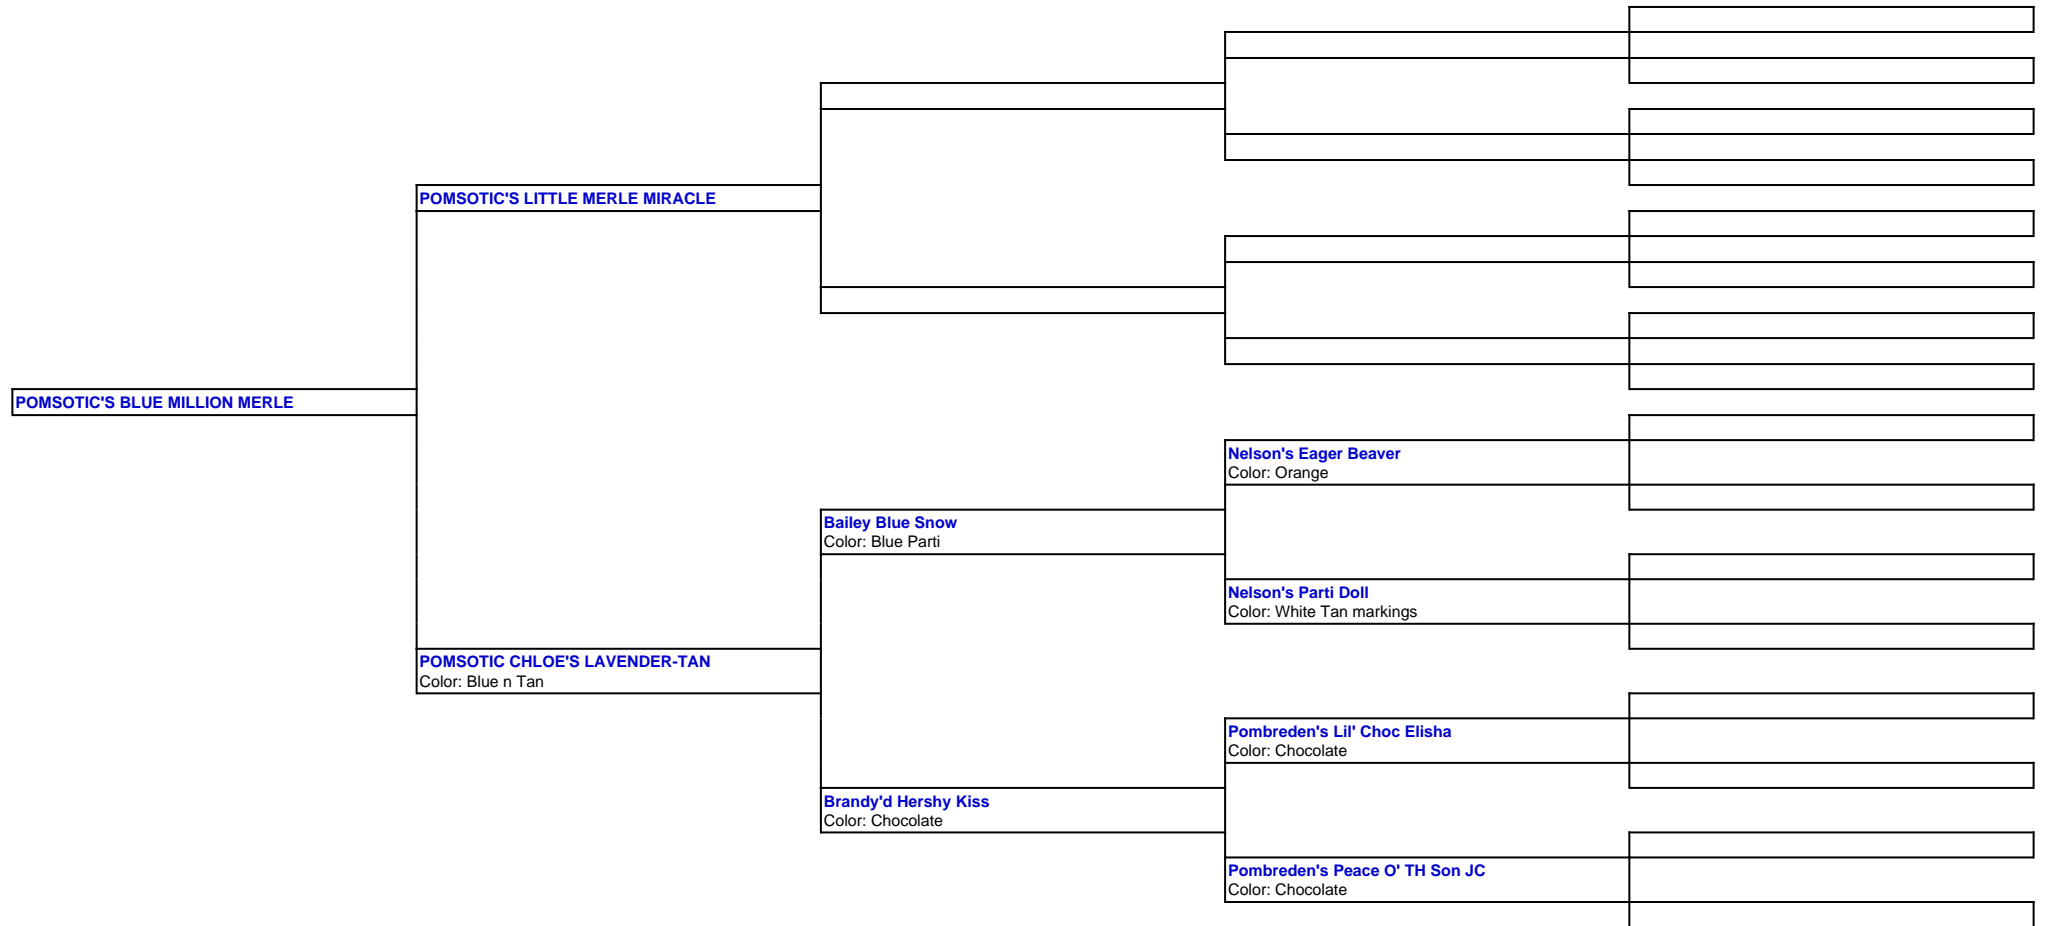 POMSOTIC'S LITTLE MERLE MIRACLE
POMSOTIC'S BLUE MILLION MERLE
Nelson's Eager Beaver
Color: Orange
Bailey Blue Snow
Color: Blue Parti
Nelson's Parti Doll
Color: White Tan markings
POMSOTIC CHLOE'S LAVENDER-TAN
Color: Blue n Tan
Pombreden's Lil' Choc Elisha
Color: Chocolate
Brandy'd Hershy Kiss
Color: Chocolate
Pombreden's Peace O' TH Son JC
Color: Chocolate